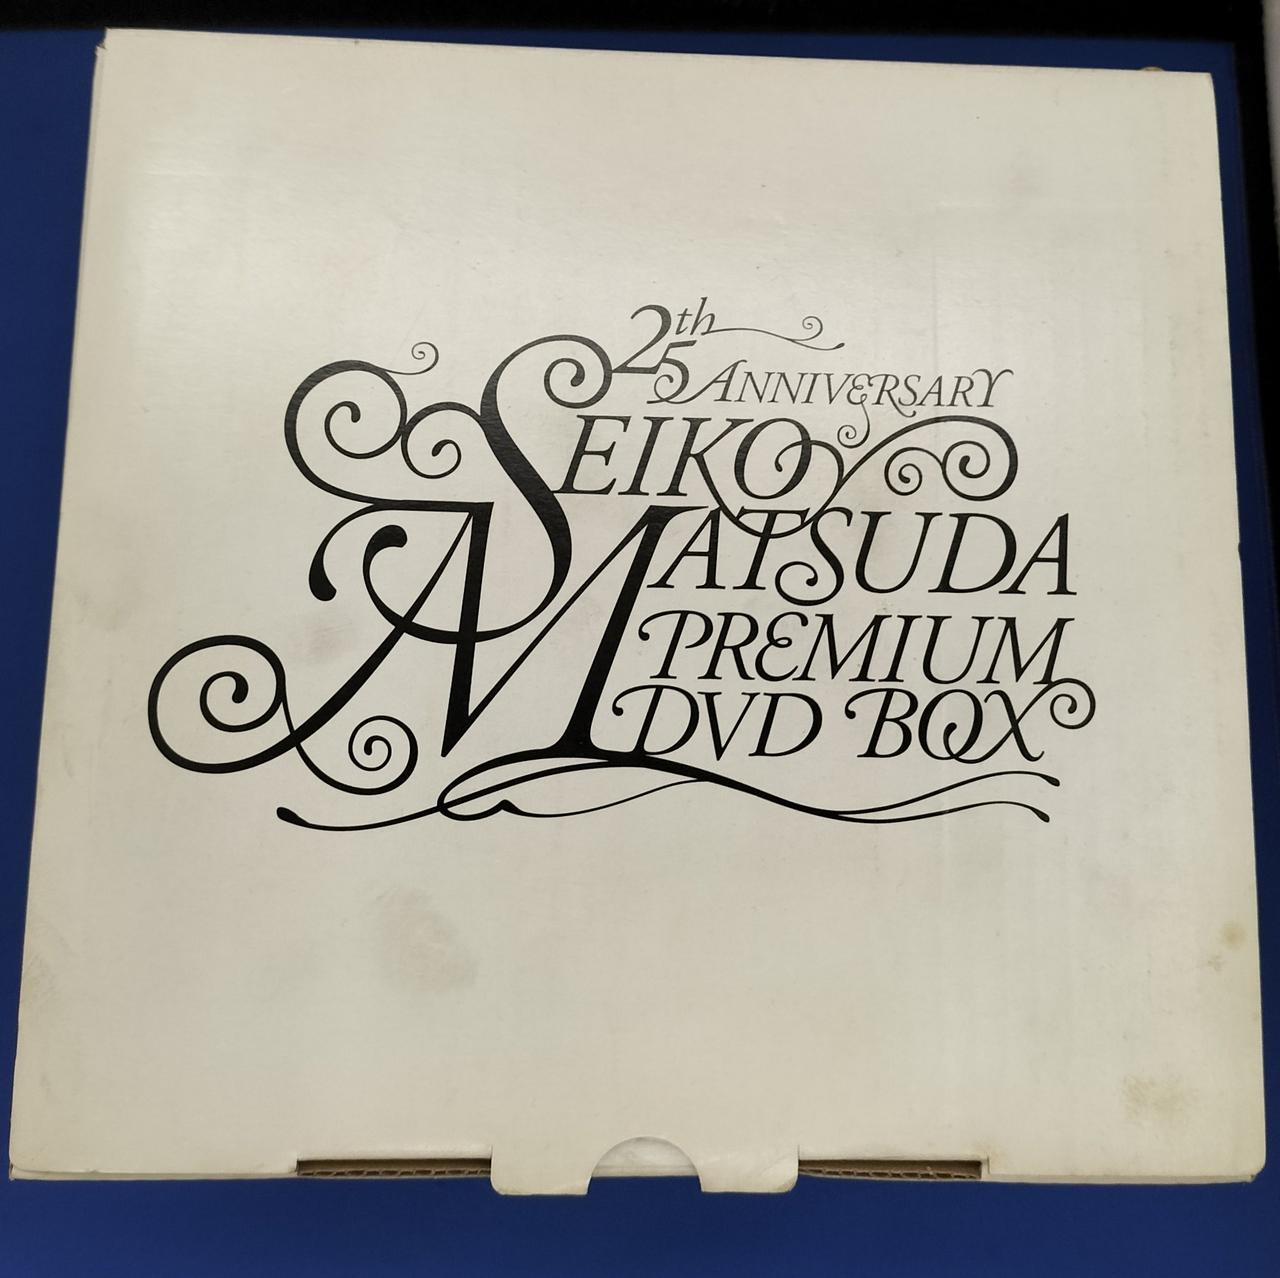 25th ANNIVERSARY
SEIKO
MATSUDA
PREMIUM
DVD BOX